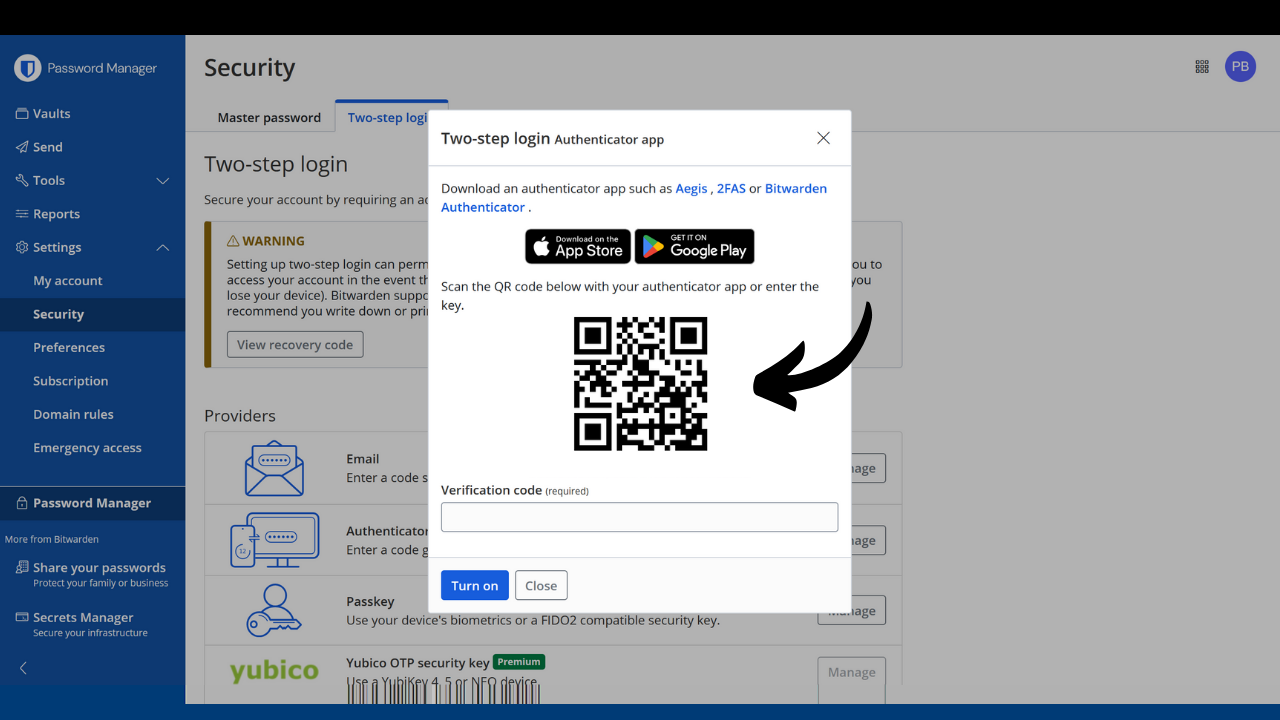 Password Manager
Vaults
Send
Tools
Reports
Settings
My account
Security
Preferences
Subscription
Domain rules
Emergency access
Password Manager
More from Bitwarden
Share your passwords
Protect your family or business
Secrets Manager
Secure your infrastructure
Security
PB
Master password
Two-step logi
Two-step login
Secure your account by requiring an a
WARNING
Setting up two-step login can perm
ou to
access your account in the event t
you
lose your device). Bitwarden suppo
recommend you write down or pri
View recovery code
Providers
Email
Enter a code s
age
Authenticator
Enter a code g
age
Passkey
Use your device's biometrics or a FIDO2 compatible security key.
Manage
yubico
Yubico OTP security key Premium
Use a YubiKey 4, 5 or NEO device.
Manage
Two-step login Authenticator app
Download an authenticator app such as Aegis , 2FAS or Bitwarden
Authenticator .
Download on the
App Store
GET IT ON
Google Play
Scan the QR code below with your authenticator app or enter the
key.
Verification code (required)
Turn on
Close